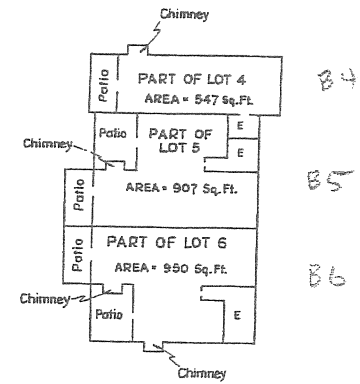 Chimney
PART OF LOT 4
AREA = 547 Sq.Ft.
Patio
B4
Patio
PART OF
LOT 5
E
E
Chimney
AREA = 907 Sq.Ft.
Patio
B5
Patio
PART OF LOT 6
AREA = 950 Sq.Ft.
B6
Chimney
Patio
E
Chimney